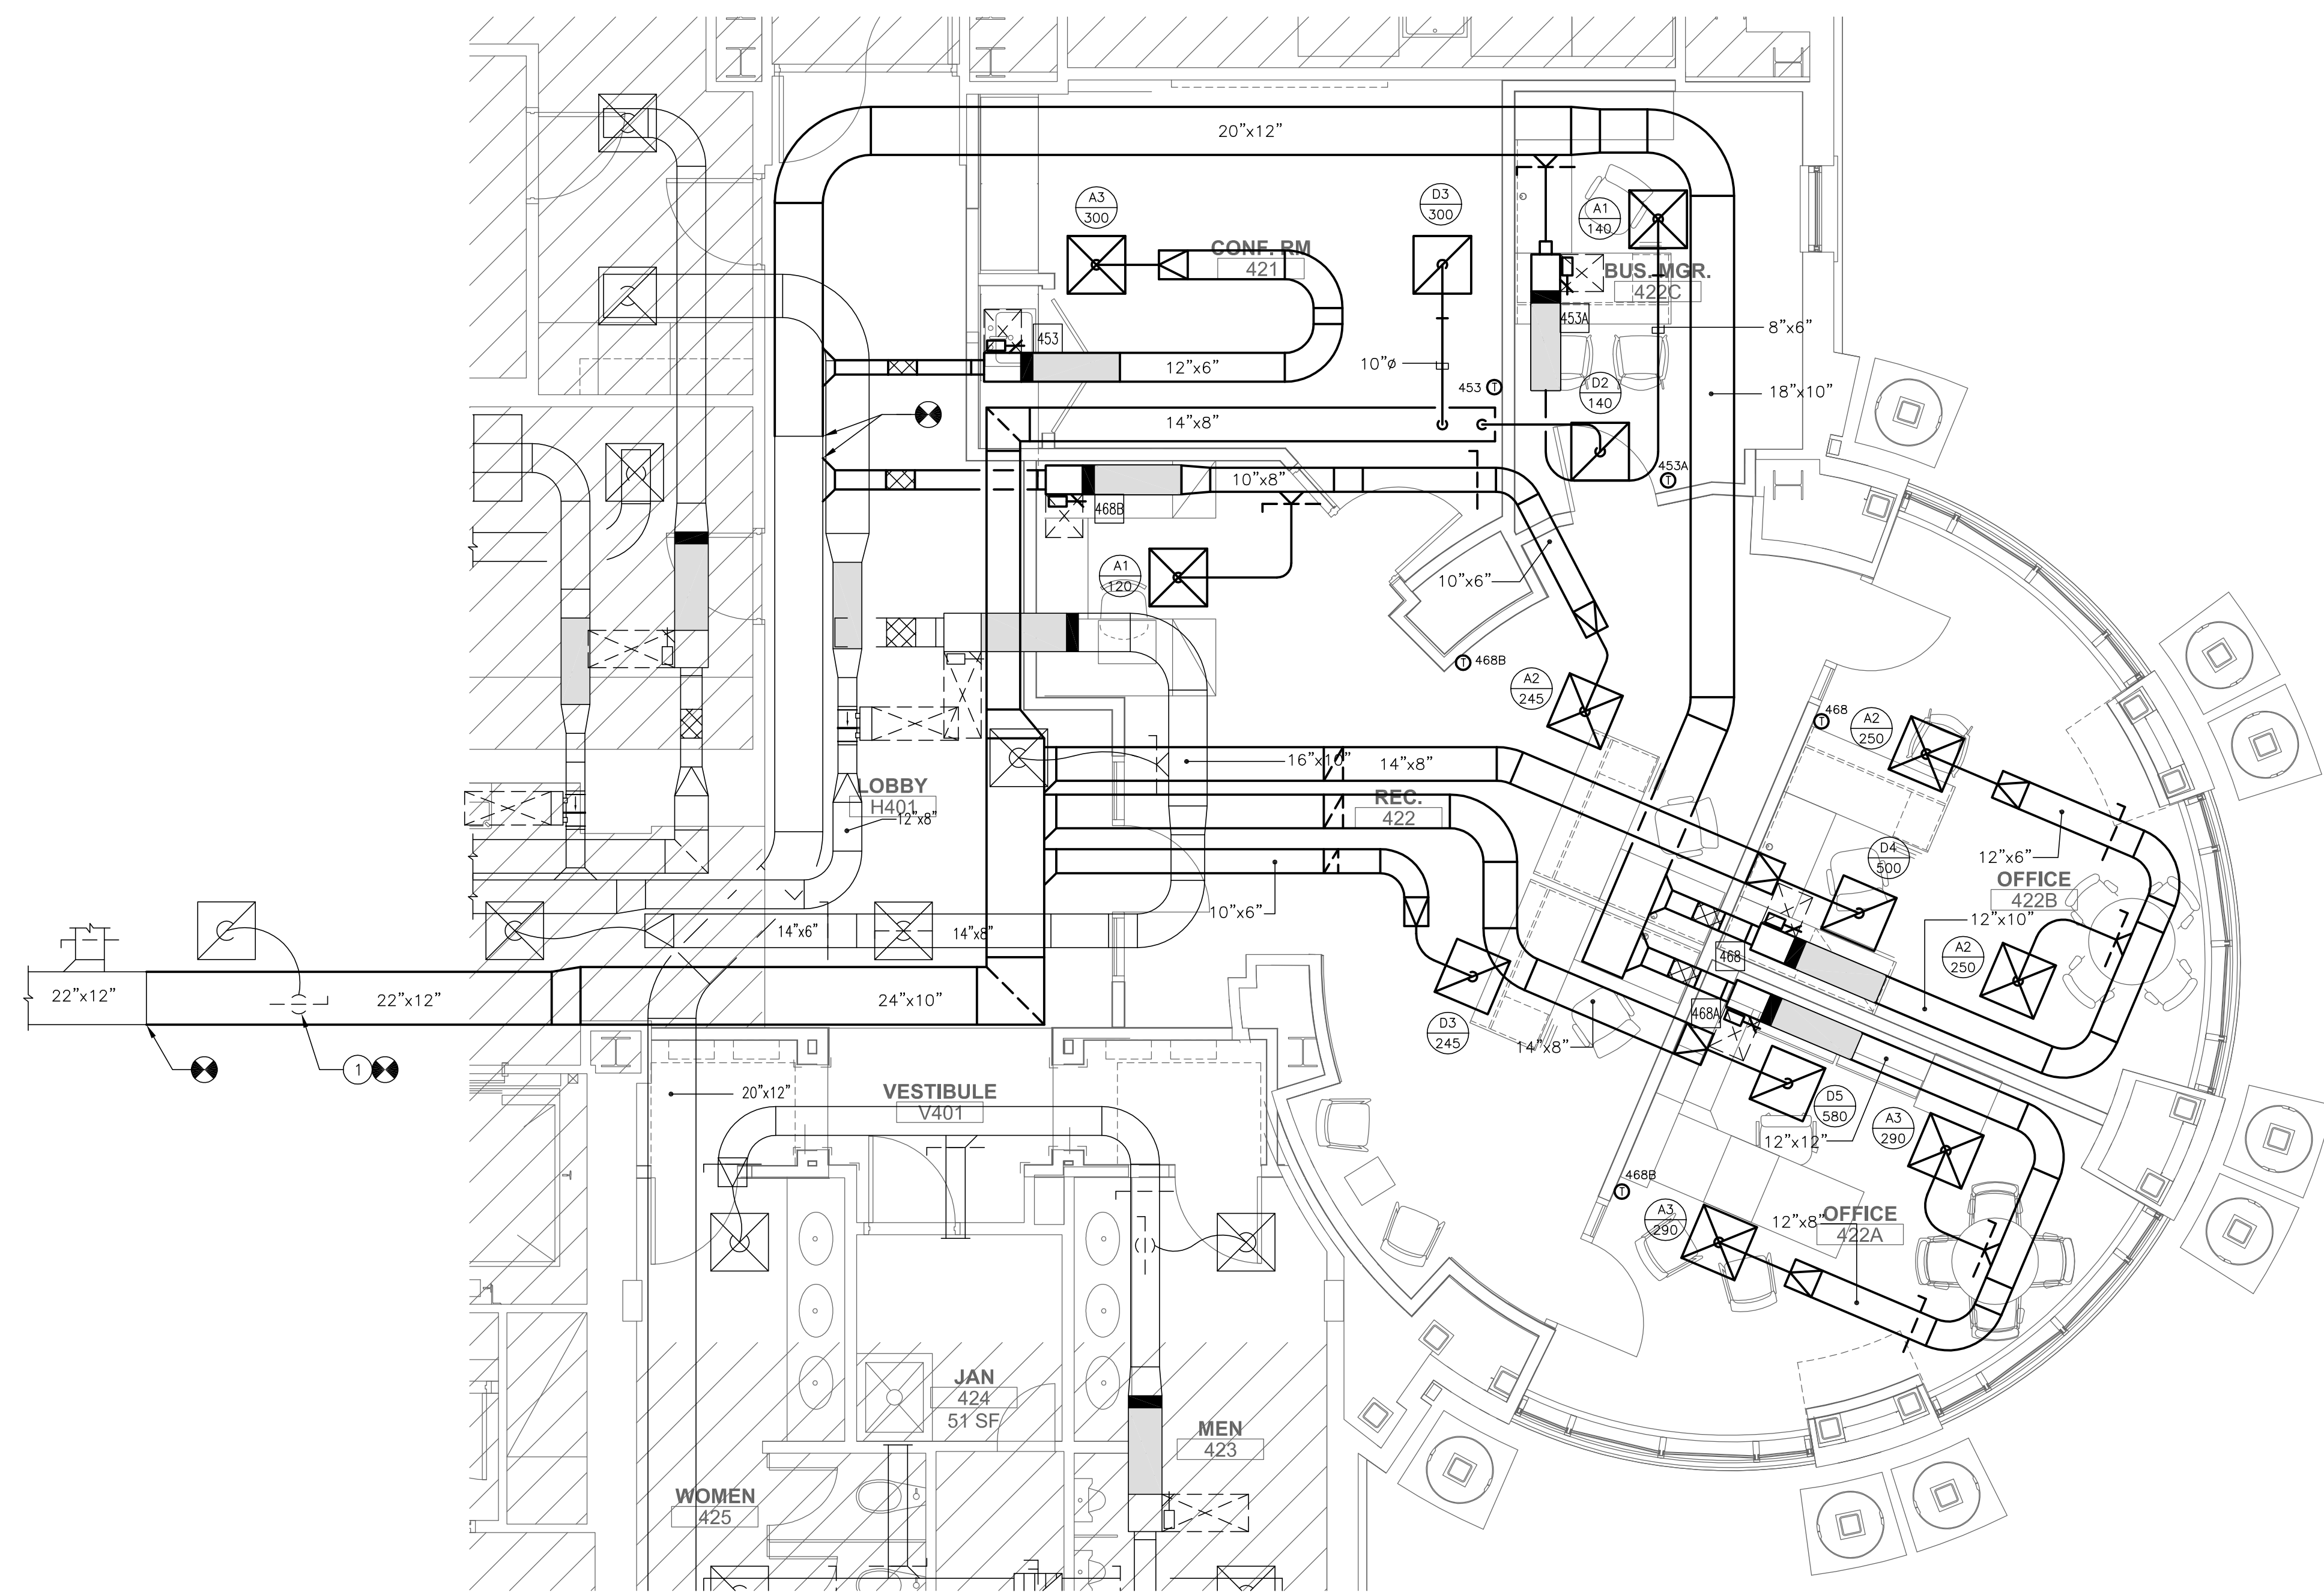 20"x12"
A3
300
D3
300
A1
140
CONF. RM
421
BUS. MGR.
422C
453
453A
8"x6"
12"x6"
10"ø
453 T
D2
140
18"x10"
14"x8"
453A
T
10"x8"
468B
A1
120
10"x6"
T 468B
A2
245
468
T
A2
250
16"x10"
14"x8"
LOBBY
H401
12"x8"
REC.
422
12"x6"
D4
500
OFFICE
422B
10"x6"
12"x10"
14"x6"
14"x8"
A2
250
468
22"x12"
22"x12"
24"x10"
468A
D3
245
14"x8"
1
20"x12"
VESTIBULE
V401
D5
580
A3
290
12"x12"
468B
T
A3
290
12"x8"
OFFICE
422A
JAN
424
51 SF
MEN
423
WOMEN
425